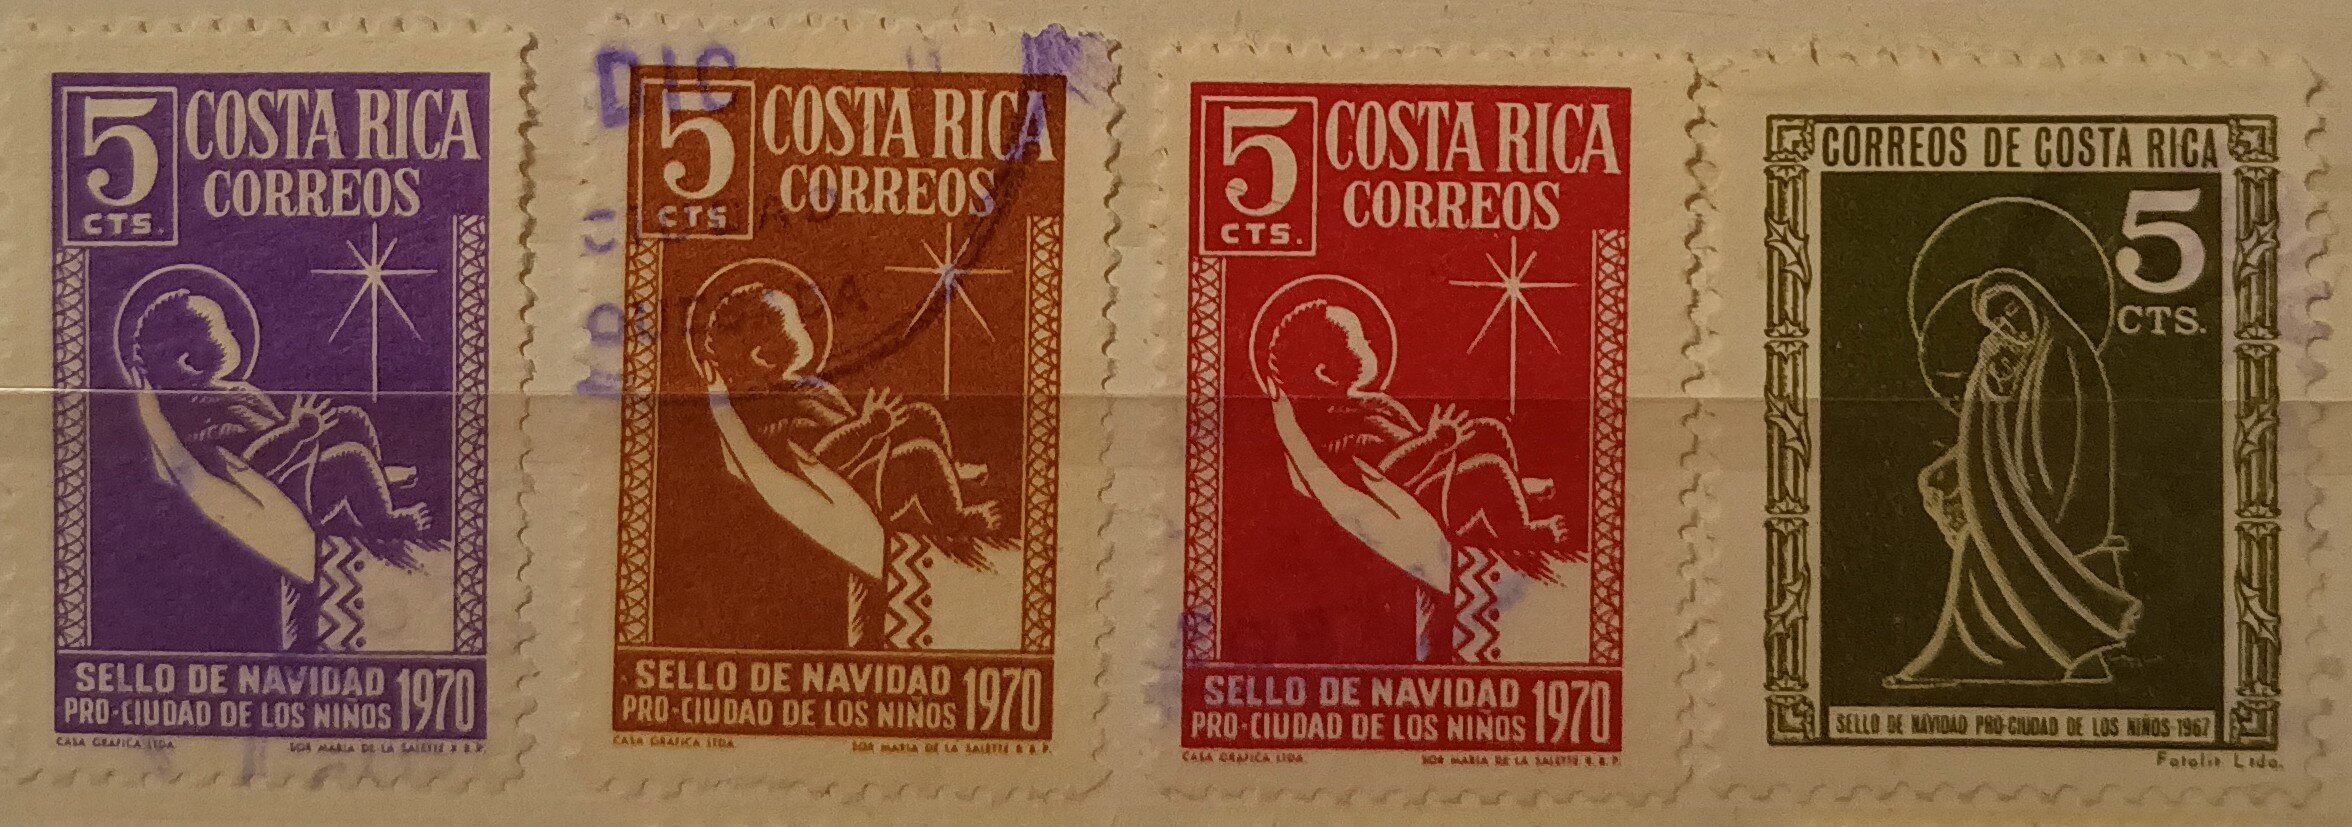 5
CTS.
COSTA RICA
CORREOS
SELLO DE NAVIDAD
PRO-CIUDAD DE LOS NIÑOS
1970
CASA GRAFICA LTDA.
SOR MARIA DE LA SALETTE
DIC
5
CTS.
COSTA RICA
CORREOS
SELLO DE NAVIDAD
PRO-CIUDAD DE LOS NIÑOS
1970
CASA GRAFICA LTDA.
SOR MARIA DE LA SALETTE
5
CTS.
COSTA RICA
CORREOS
SELLO DE NAVIDAD
PRO-CIUDAD DE LOS NIÑOS
1970
CASA GRAFICA LTDA.
SOR MARIA DE LA SALETTE
CORREOS DE COSTA RICA
5
CTS.
SELLO DE NAVIDAD PRO-CIUDAD DE LOS NIÑOS-1967
Fotolit Ltda.